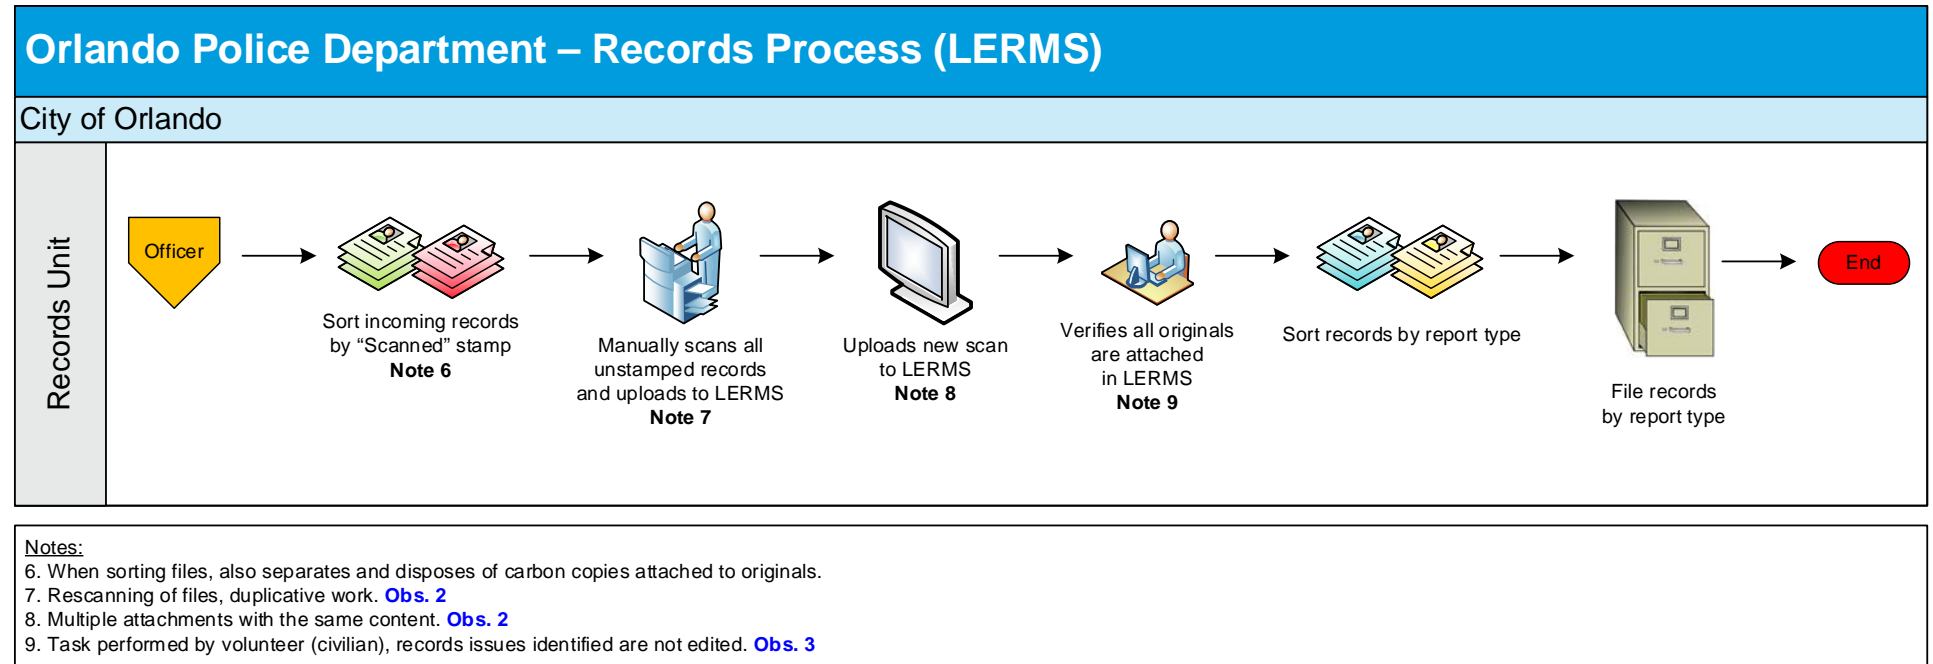 Orlando Police Department – Records Process (LERMS)
City of Orlando
Records Unit
Officer
Sort incoming records
by “Scanned” stamp
Note 6
Manually scans all
unstamped records
and uploads to LERMS
Note 7
Uploads new scan
to LERMS
Note 8
Verifies all originals
are attached
in LERMS
Note 9
Sort records by report type
File records
by report type
End
Notes:
6. When sorting files, also separates and disposes of carbon copies attached to originals.
7. Rescanning of files, duplicative work. Obs. 2
8. Multiple attachments with the same content. Obs. 2
9. Task performed by volunteer (civilian), records issues identified are not edited. Obs. 3